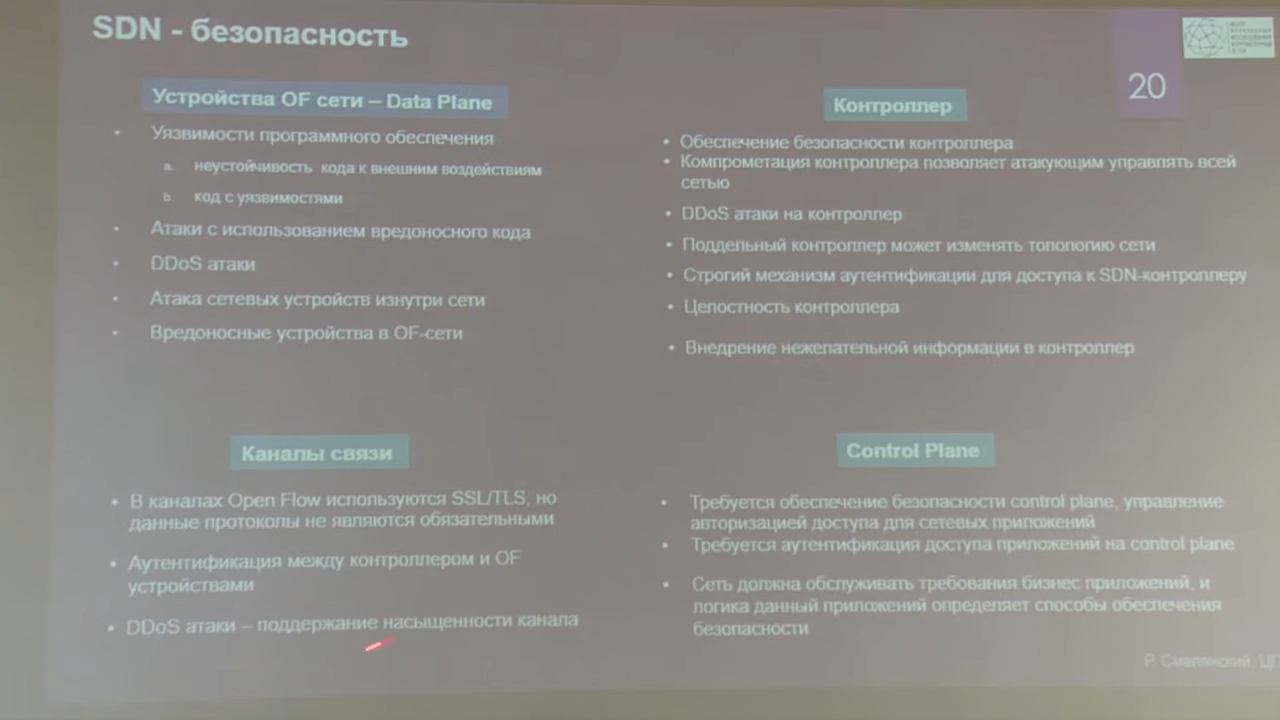 SDN - безопасность
20
Устройства OF сети – Data Plane
• Уязвимости программного обеспечения
a. неустойчивость кода к внешним воздействиям
b. код с уязвимостями
• Атаки с использованием вредоносного кода
• DDoS атаки
• Атака сетевых устройств изнутри сети
• Вредоносные устройства в OF-сети
Контроллер
• Обеспечение безопасности контроллера
• Компрометация контроллера позволяет атакующим управлять всей
сетью
• DDoS атаки на контроллер
• Поддельный контроллер может изменять топологию сети
• Строгий механизм аутентификации для доступа к SDN-контроллеру
• Целостность контроллера
• Внедрение нежелательной информации в контроллер
Каналы связи
• В каналах Open Flow используются SSL/TLS, но
данные протоколы не являются обязательными
• Аутентификация между контроллером и OF
устройствами
• DDoS атаки – поддержание насыщенности канала
Control Plane
• Требуется обеспечение безопасности control plane, управление
авторизацией доступа для сетевых приложений
• Требуется аутентификация доступа приложений на control plane
• Сеть должна обслуживать требования бизнес приложений, и
логика данный приложений определяет способы обеспечения
безопасности
Р. Смелянский, Ц